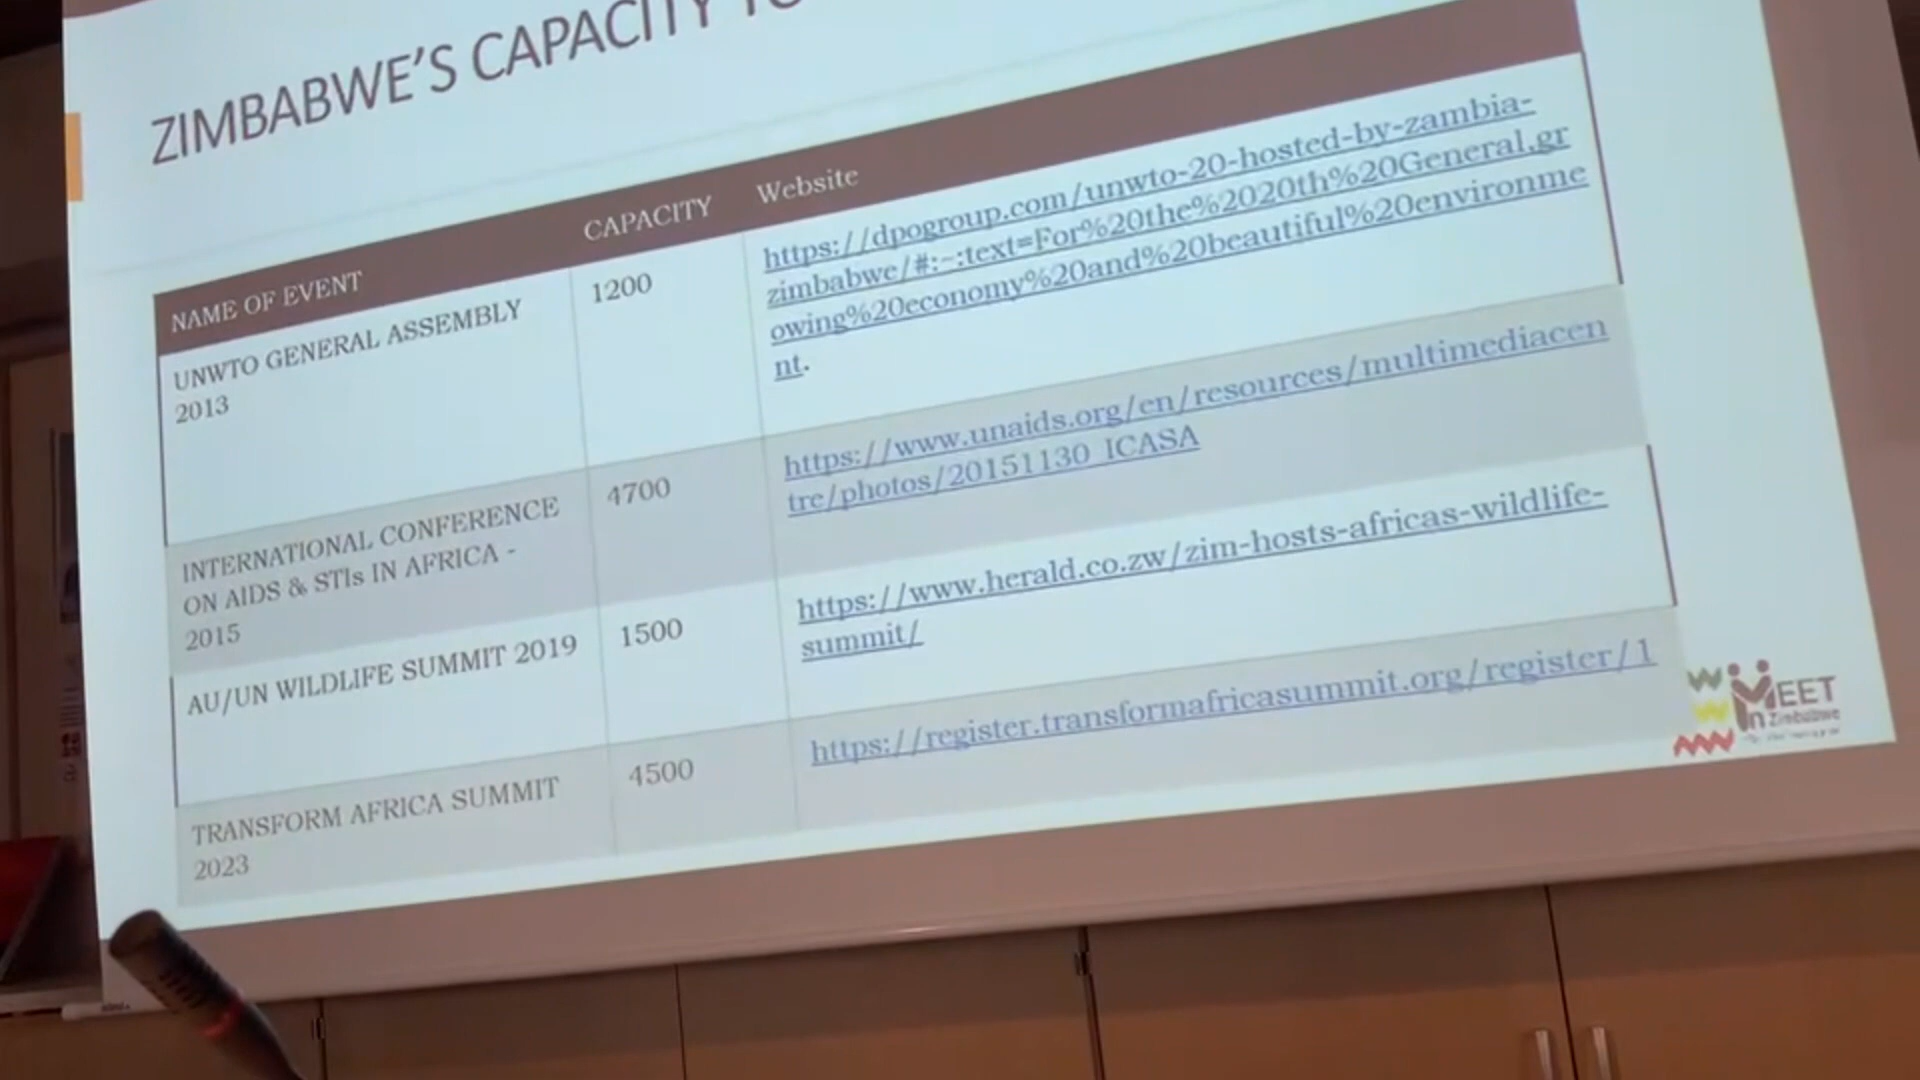 ZIMBABWE'S CAPACITY
NAME OF EVENT
CAPACITY
Website
UNWTO GENERAL ASSEMBLY
2013
1200
https://dpogroup.com/unwto-20-hosted-by-zambia-
zimbabwe/#:~:text=For%20the%2020th%20General,gr
owing%20economy%20and%20beautiful%20environme
nt.
INTERNATIONAL CONFERENCE
ON AIDS & STIs IN AFRICA -
2015
4700
https://www.unaids.org/en/resources/multimediacen
tre/photos/20151130_ICASA
AU/UN WILDLIFE SUMMIT 2019
1500
https://www.herald.co.zw/zim-hosts-africas-wildlife-
summit/
TRANSFORM AFRICA SUMMIT
2023
4500
https://register.transformafricasummit.org/register/1
MEET
in Zimbabwe